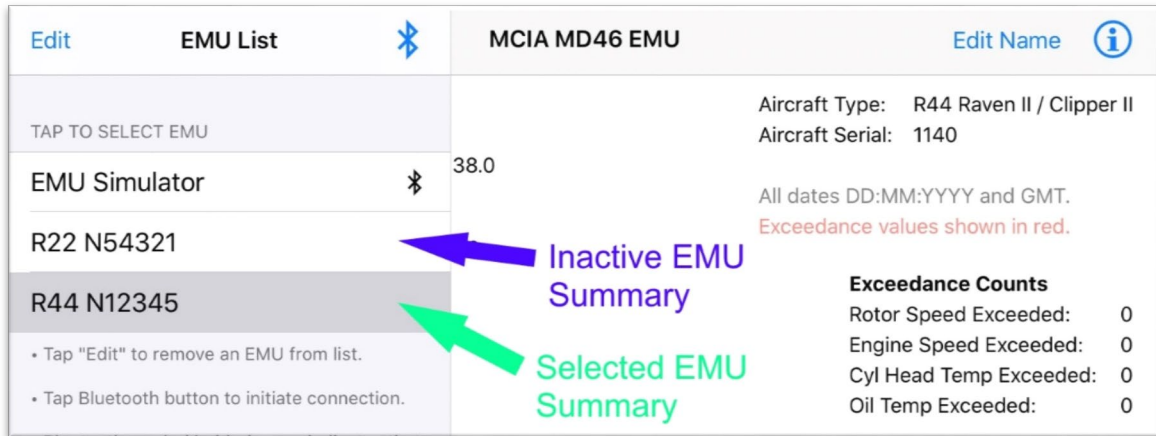 Edit EMU List
TAP TO SELECT EMU
EMU Simulator
R22 N54321
R44 N12345
• Tap "Edit" to remove an EMU from list.
• Tap Bluetooth button to initiate connection.
MCIA MD46 EMU Edit Name
Aircraft Type: R44 Raven II / Clipper II
Aircraft Serial: 1140
38.0
All dates DD:MM:YYYY and GMT.
Exceedance values shown in red.
Inactive EMU
Summary
Selected EMU
Summary
Exceedance Counts
Rotor Speed Exceeded: 0
Engine Speed Exceeded: 0
Cyl Head Temp Exceeded: 0
Oil Temp Exceeded: 0